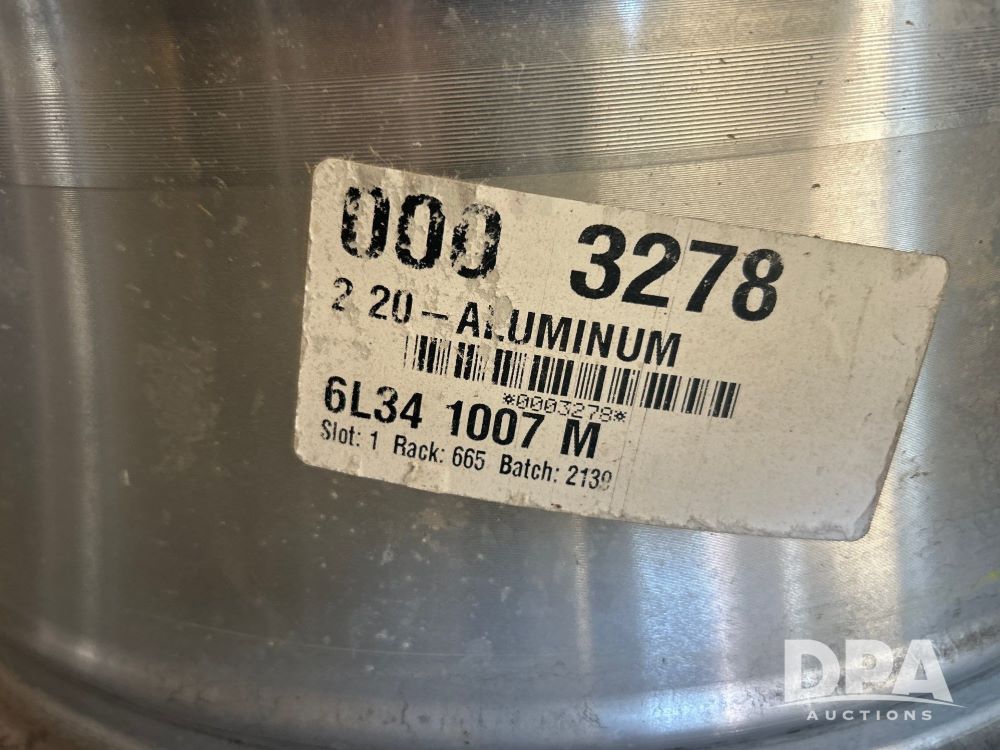 000 3278
2 20-ALUMINUM
*0003278*
6L34 1007 M
Slot: 1 Rack: 665 Batch: 2139
DPA
AUCTIONS